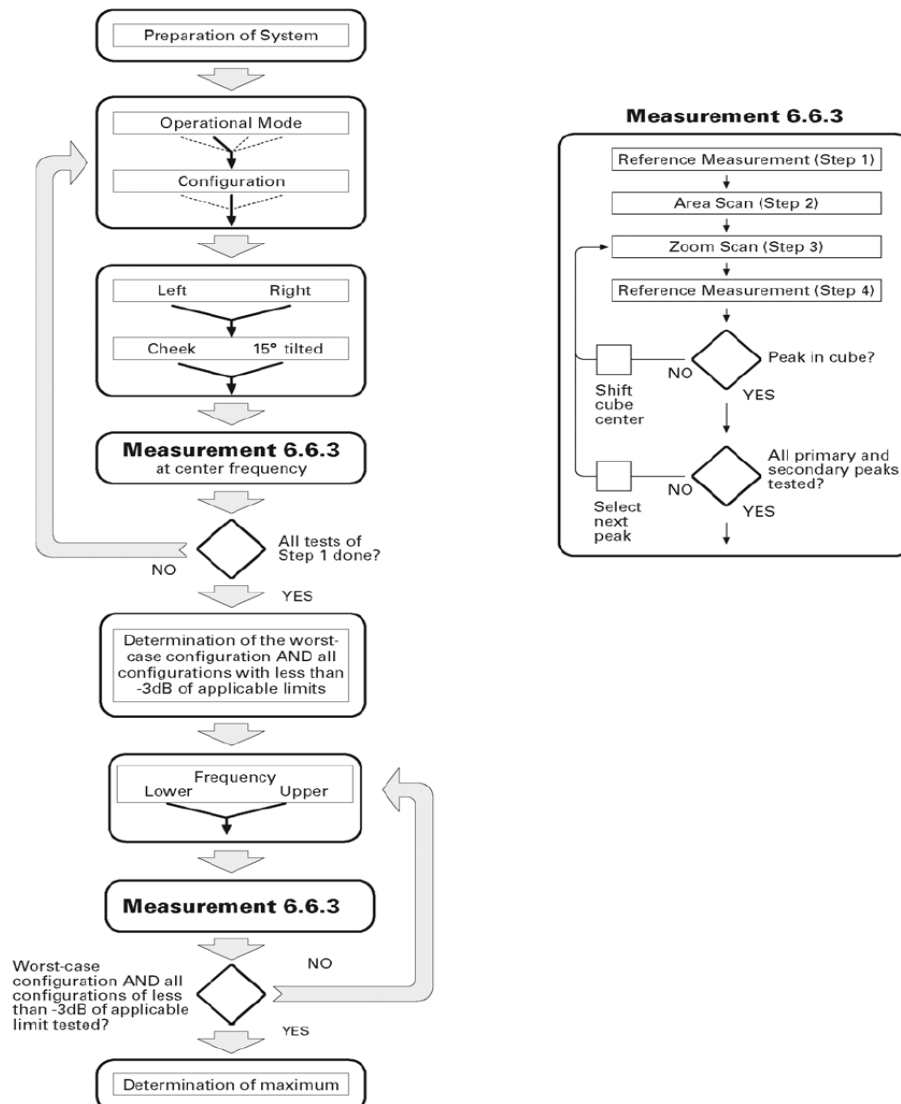 Preparation of System
Operational Mode
Configuration
Left Right
Cheek 15° tilted
Measurement 6.6.3
at center frequency
All tests of
Step 1 done?
NO
YES
Determination of the worst-
case configuration AND all
configurations with less than
-3dB of applicable limits
Frequency
Lower Upper
Measurement 6.6.3
Worst-case
configuration AND all
configurations of less
than -3dB of applicable
limit tested?
NO
YES
Determination of maximum
Measurement 6.6.3
Reference Measurement (Step 1)
Area Scan (Step 2)
Zoom Scan (Step 3)
Reference Measurement (Step 4)
Peak in cube?
NO
YES
Shift
cube
center
All primary and
secondary peaks
tested?
NO
YES
Select
next
peak